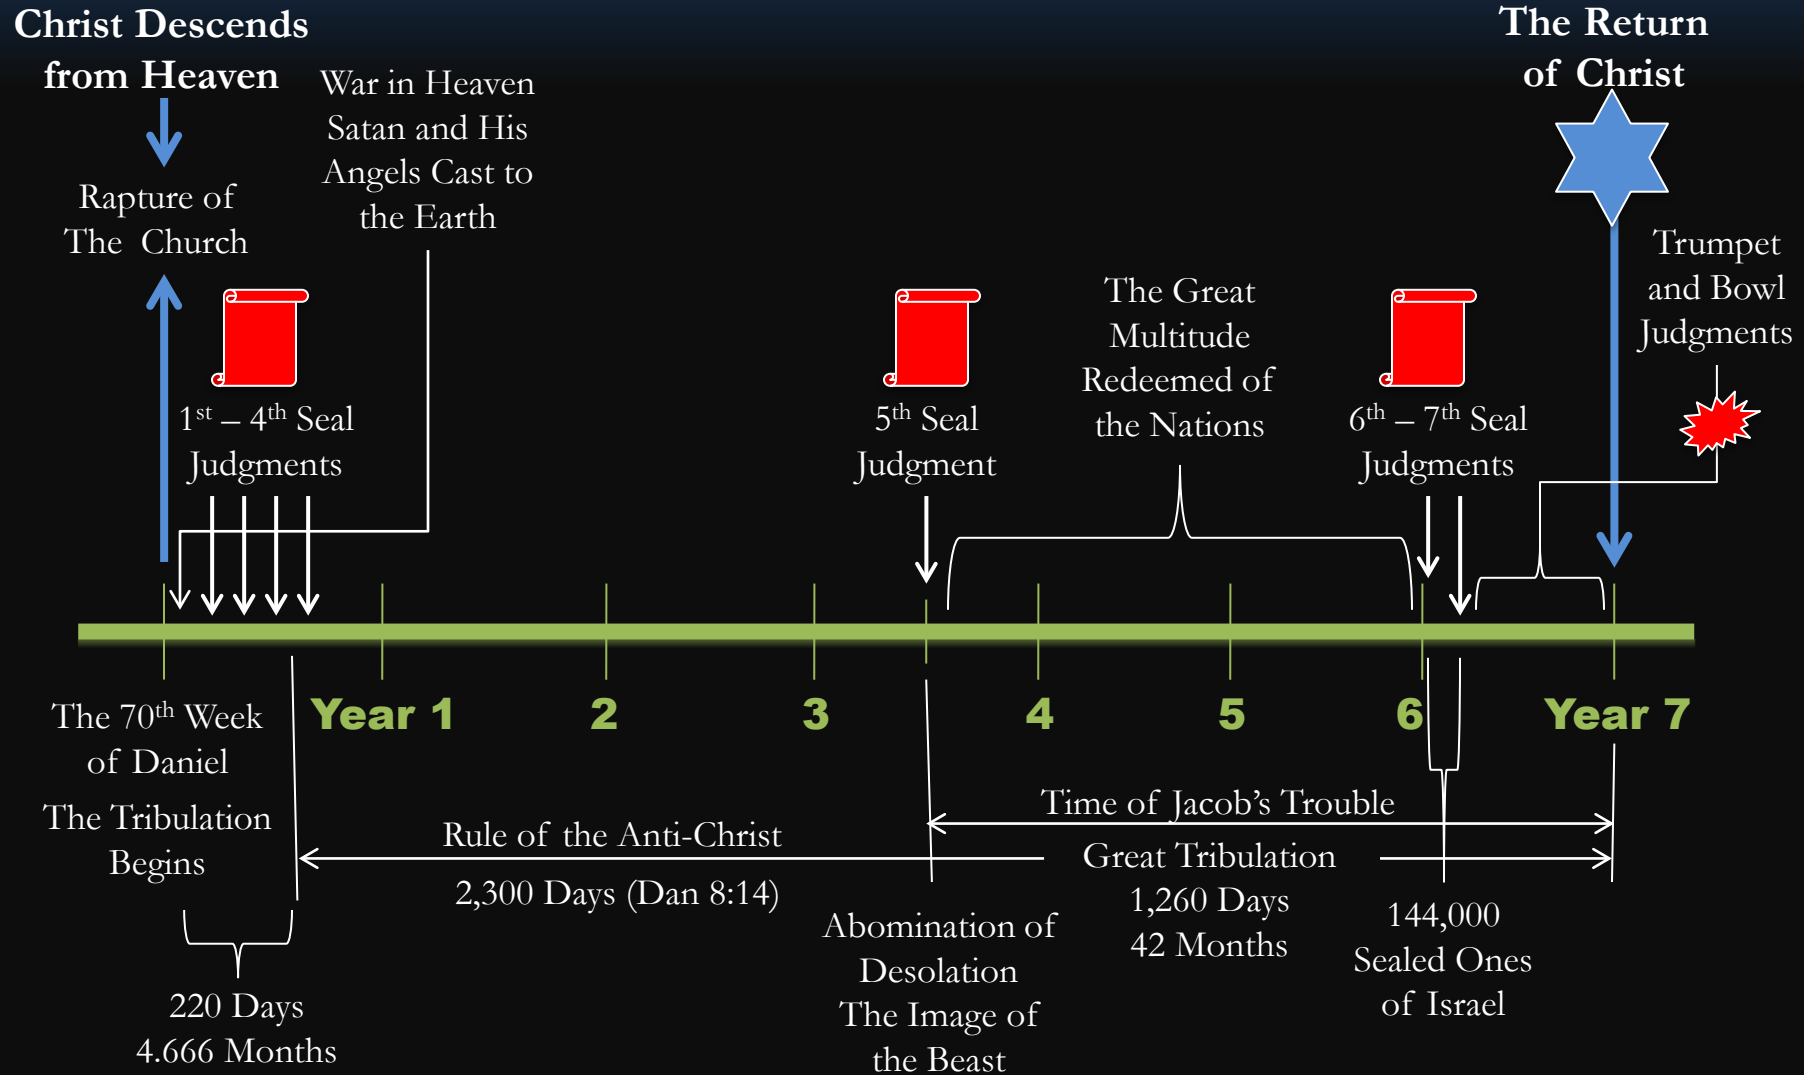 Christ Descends
from Heaven
Rapture of
The Church
War in Heaven
Satan and His
Angels Cast to
the Earth
1st – 4th Seal
Judgments
5th Seal
Judgment
The Great
Multitude
Redeemed of
the Nations
6th – 7th Seal
Judgments
The Return
of Christ
Trumpet
and Bowl
Judgments
The 70th Week
of Daniel
The Tribulation
Begins
Year 1
2
3
4
5
6
Year 7
220 Days
4.666 Months
Rule of the Anti-Christ
2,300 Days (Dan 8:14)
Abomination of
Desolation
The Image of
the Beast
Time of Jacob’s Trouble
Great Tribulation
1,260 Days
42 Months
144,000
Sealed Ones
of Israel